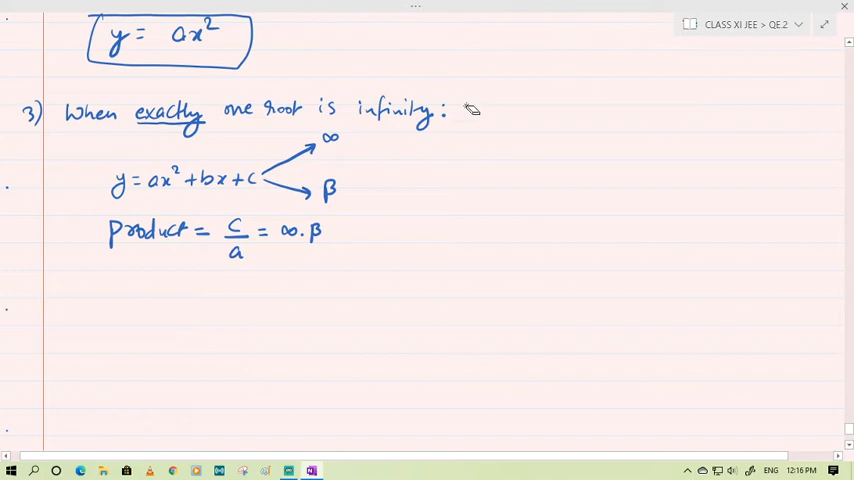 CLASS XI JEE > QE.2
y = ax²
3) When exactly one root is infinity:
∞
y = ax² + bx + c
β
Product = c/a = ∞.β
ENG 12:16 PM